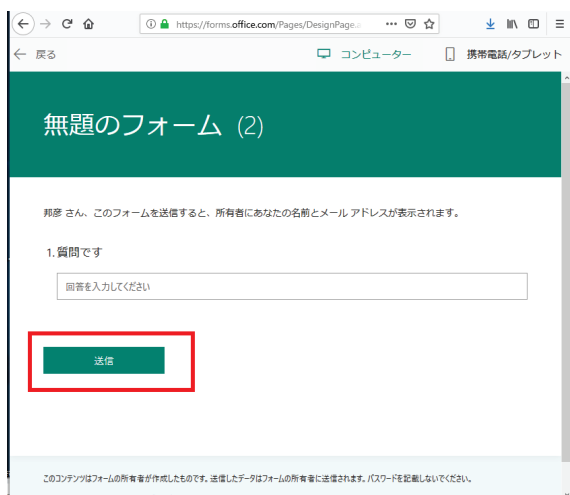 https://forms.office.com/Pages/DesignPage.a
戻る
コンピューター
携帯電話/タブレット
無題のフォーム (2)
邦彦 さん、このフォームを送信すると、所有者にあなたの名前とメール アドレスが表示されます。
1. 質問です
回答を入力してください
送信
このコンテンツはフォームの所有者が作成したものです。送信したデータはフォームの所有者に送信されます。パスワードを記載しないでください。